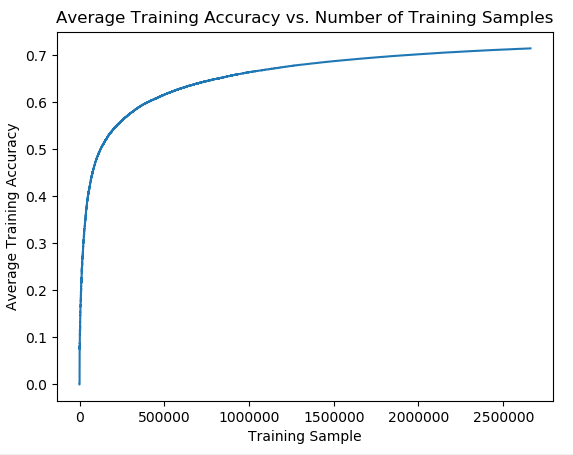 Average Training Accuracy vs. Number of Training Samples
0.7
0.6
0.5
0.4
0.3
0.2
0.1
0.0
Average Training Accuracy
0 500000 1000000 1500000 2000000 2500000
Training Sample